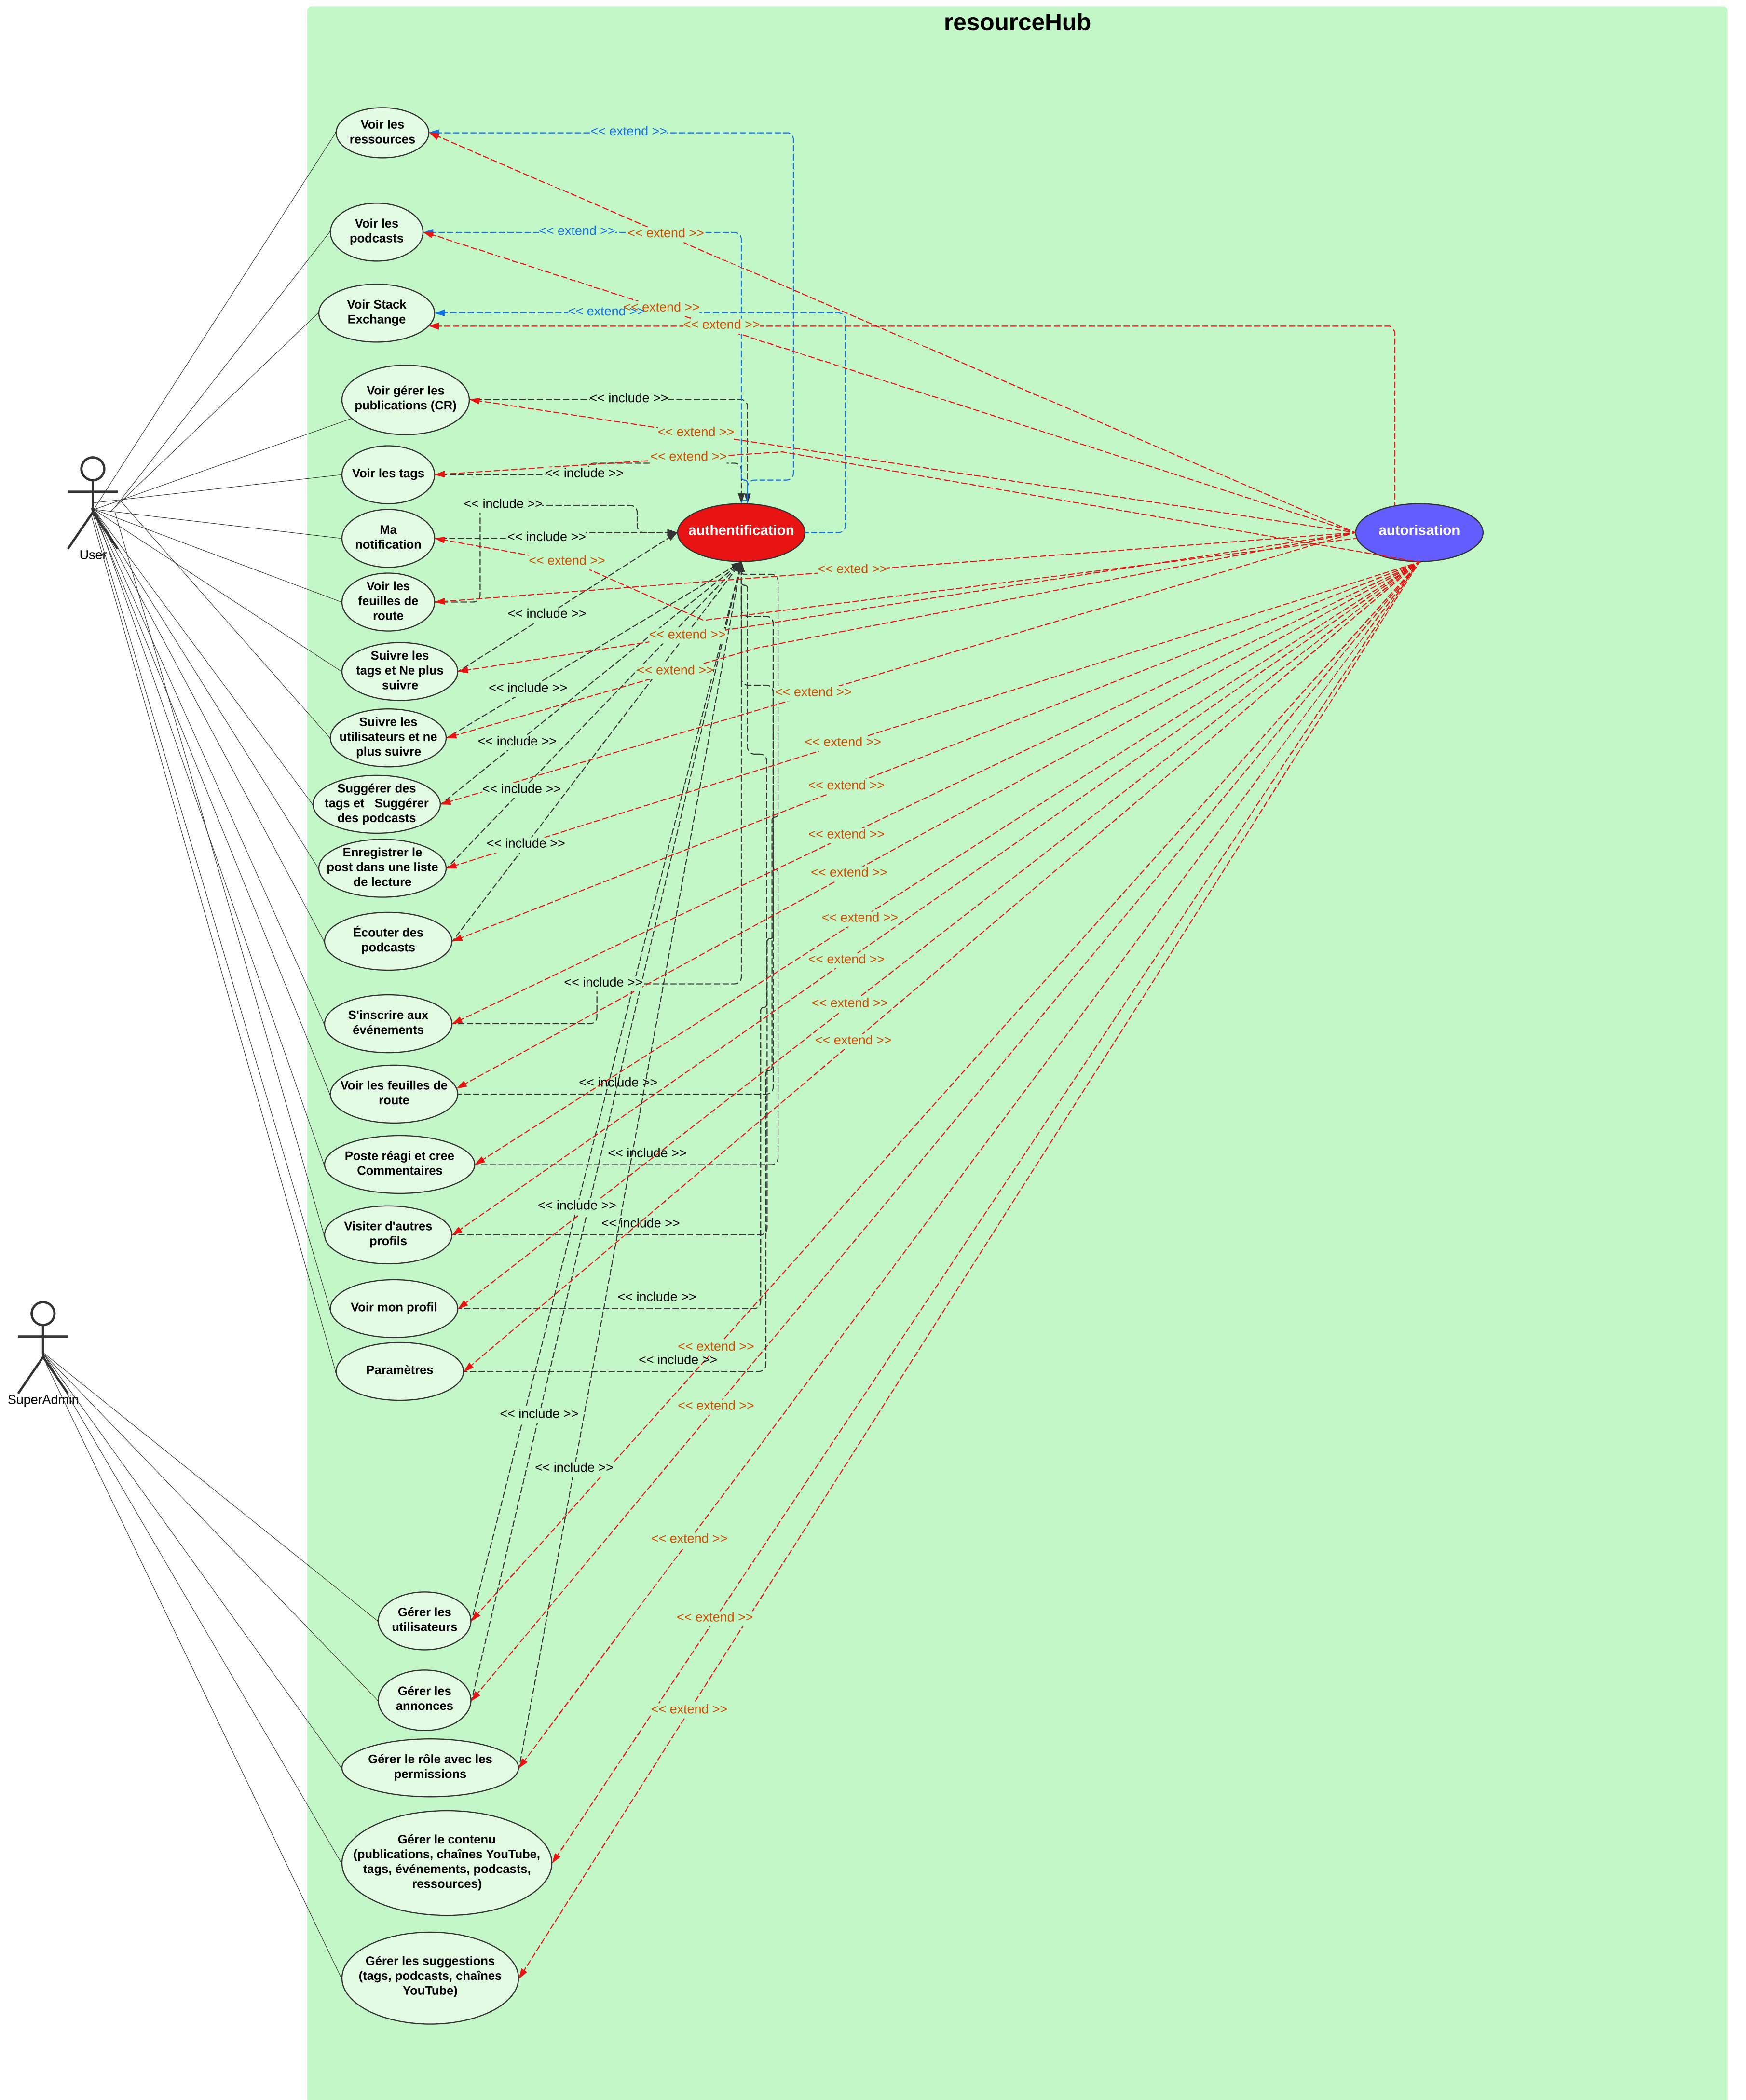 resourceHub
Voir les
ressources
<< extend >>
Voir les
podcasts
<< extend >>
<< extend >>
Voir Stack
Exchange
<< extend >>
<< extend >>
<< extend >>
Voir gérer les
publications (CR)
<< include >>
<< extend >>
Voir les tags
<< extend >>
<< include >>
<< include >>
authentification
autorisation
Ma
notification
<< include >>
User
<< extend >>
<< exted >>
Voir les
feuilles de
route
<< include >>
<< extend >>
Suivre les
tags et Ne plus
suivre
<< extend >>
<< include >>
<< extend >>
Suivre les
utilisateurs et ne
plus suivre
<< include >>
<< extend >>
Suggérer des
tags et   Suggérer
des podcasts
<< include >>
<< extend >>
<< extend >>
<< include >>
Enregistrer le
post dans une liste
de lecture
<< extend >>
<< extend >>
Écouter des
podcasts
<< extend >>
<< include >>
S'inscrire aux
événements
<< extend >>
<< extend >>
Voir les feuilles de
route
<< include >>
Poste réagi et cree
Commentaires
<< include >>
<< include >>
Visiter d'autres
profils
<< include >>
Voir mon profil
<< include >>
<< extend >>
Paramètres
<< include >>
SuperAdmin
<< extend >>
<< include >>
<< include >>
<< extend >>
Gérer les
utilisateurs
<< extend >>
Gérer les
annonces
<< extend >>
Gérer le rôle avec les
permissions
Gérer le contenu
(publications, chaînes YouTube,
tags, événements, podcasts,
ressources)
Gérer les suggestions
(tags, podcasts, chaînes
YouTube)